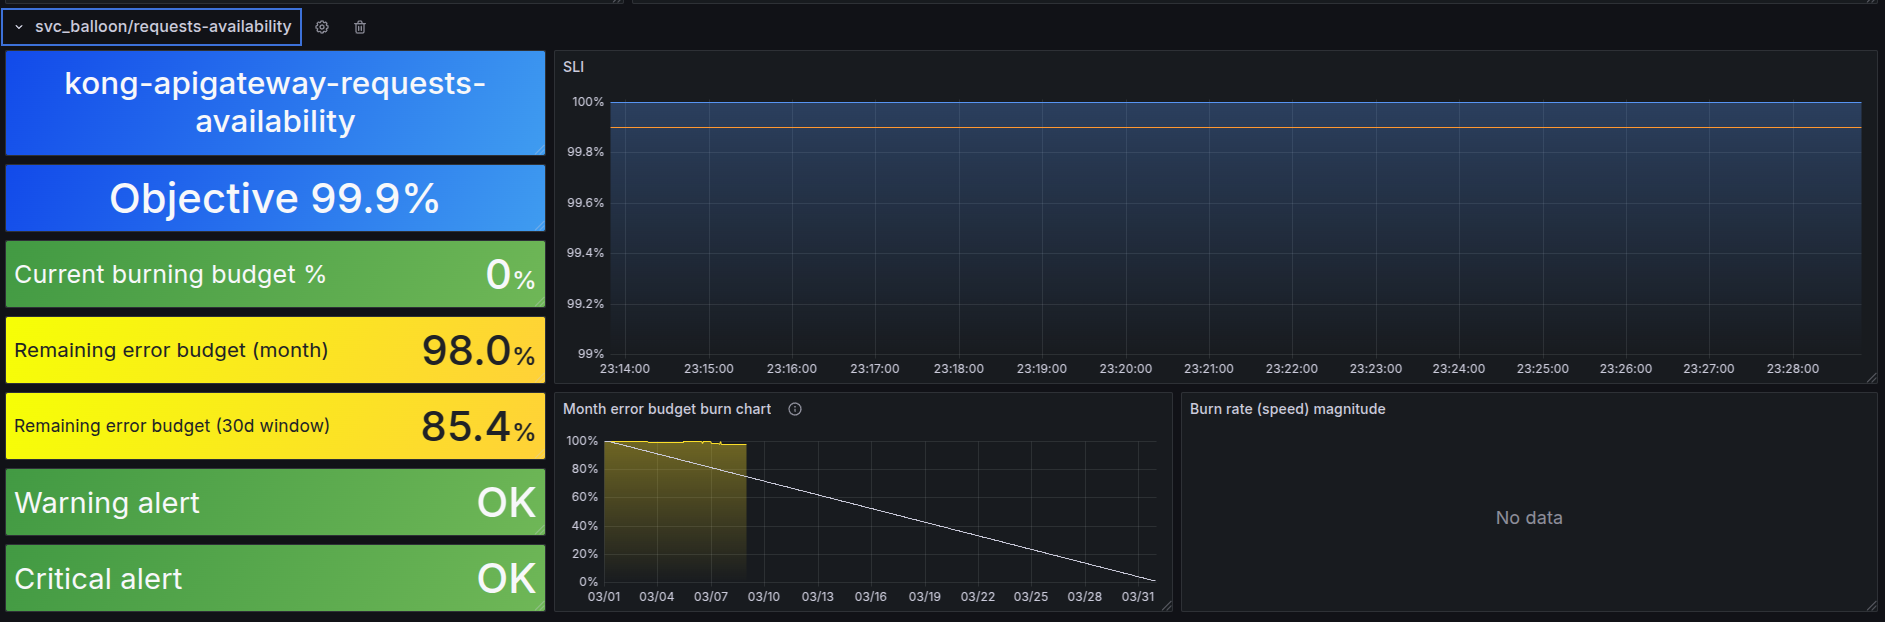 svc_balloon/requests-availability
kong-apigateway-requests-
availability
Objective 99.9%
Current burning budget %
0%
Remaining error budget (month)
98.0%
Remaining error budget (30d window)
85.4%
Warning alert
OK
Critical alert
OK
SLI
100%
99.8%
99.6%
99.4%
99.2%
99%
23:14:00 23:15:00 23:16:00 23:17:00 23:18:00 23:19:00 23:20:00 23:21:00 23:22:00 23:23:00 23:24:00 23:25:00 23:26:00 23:27:00 23:28:00
Month error budget burn chart
100%
80%
60%
40%
20%
0%
03/01 03/04 03/07 03/10 03/13 03/16 03/19 03/22 03/25 03/28 03/31
Burn rate (speed) magnitude
No data